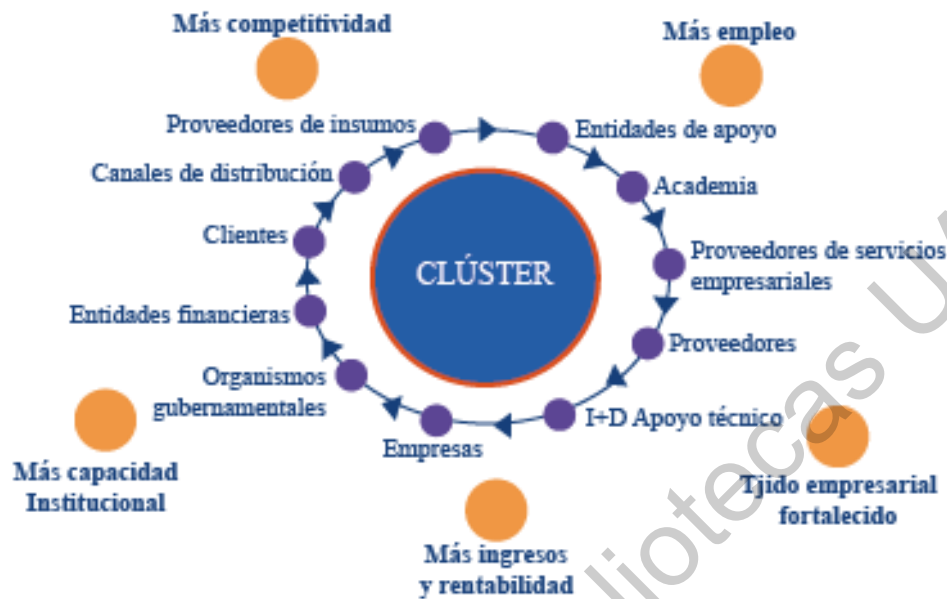 Más competitividad
Más empleo
Proveedores de insumos
Entidades de apoyo
Canales de distribución
Academia
Clientes
Proveedores de servicios
empresariales
CLÚSTER
Entidades financieras
Proveedores
Organismos
gubernamentales
I+D Apoyo técnico
Empresas
Más capacidad
Institucional
Tjido empresarial
fortalecido
Más ingresos
y rentabilidad